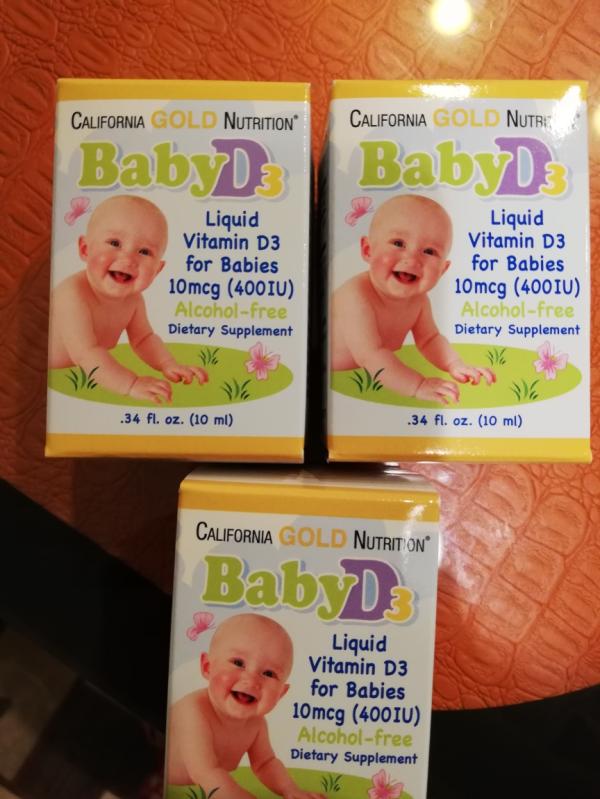 CALIFORNIA GOLD NUTRITION®
BabyD3
Liquid
Vitamin D3
for Babies
10mcg (400IU)
Alcohol-free
Dietary Supplement
.34 fl. oz. (10 ml)
CALIFORNIA GOLD NUTRITION®
BabyD3
Liquid
Vitamin D3
for Babies
10mcg (400IU)
Alcohol-free
Dietary Supplement
.34 fl. oz. (10 ml)
CALIFORNIA GOLD NUTRITION®
BabyD3
Liquid
Vitamin D3
for Babies
10mcg (400IU)
Alcohol-free
Dietary Supplement